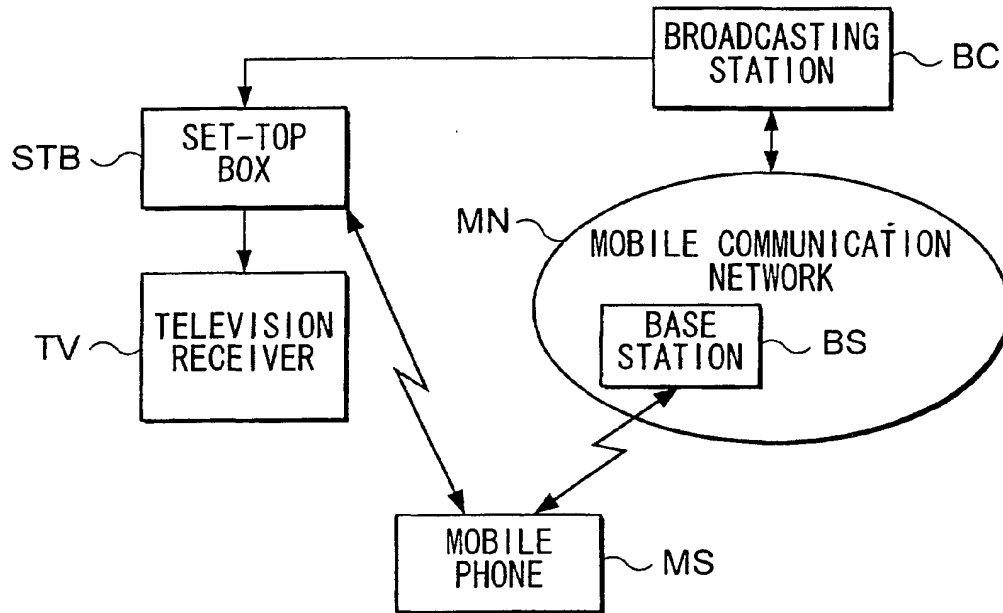 BROADCASTING
STATION
BC
SET-TOP
BOX
STB
MN
MOBILE COMMUNICATION
NETWORK
BASE
STATION
BS
TELEVISION
RECEIVER
TV
MOBILE
PHONE
MS